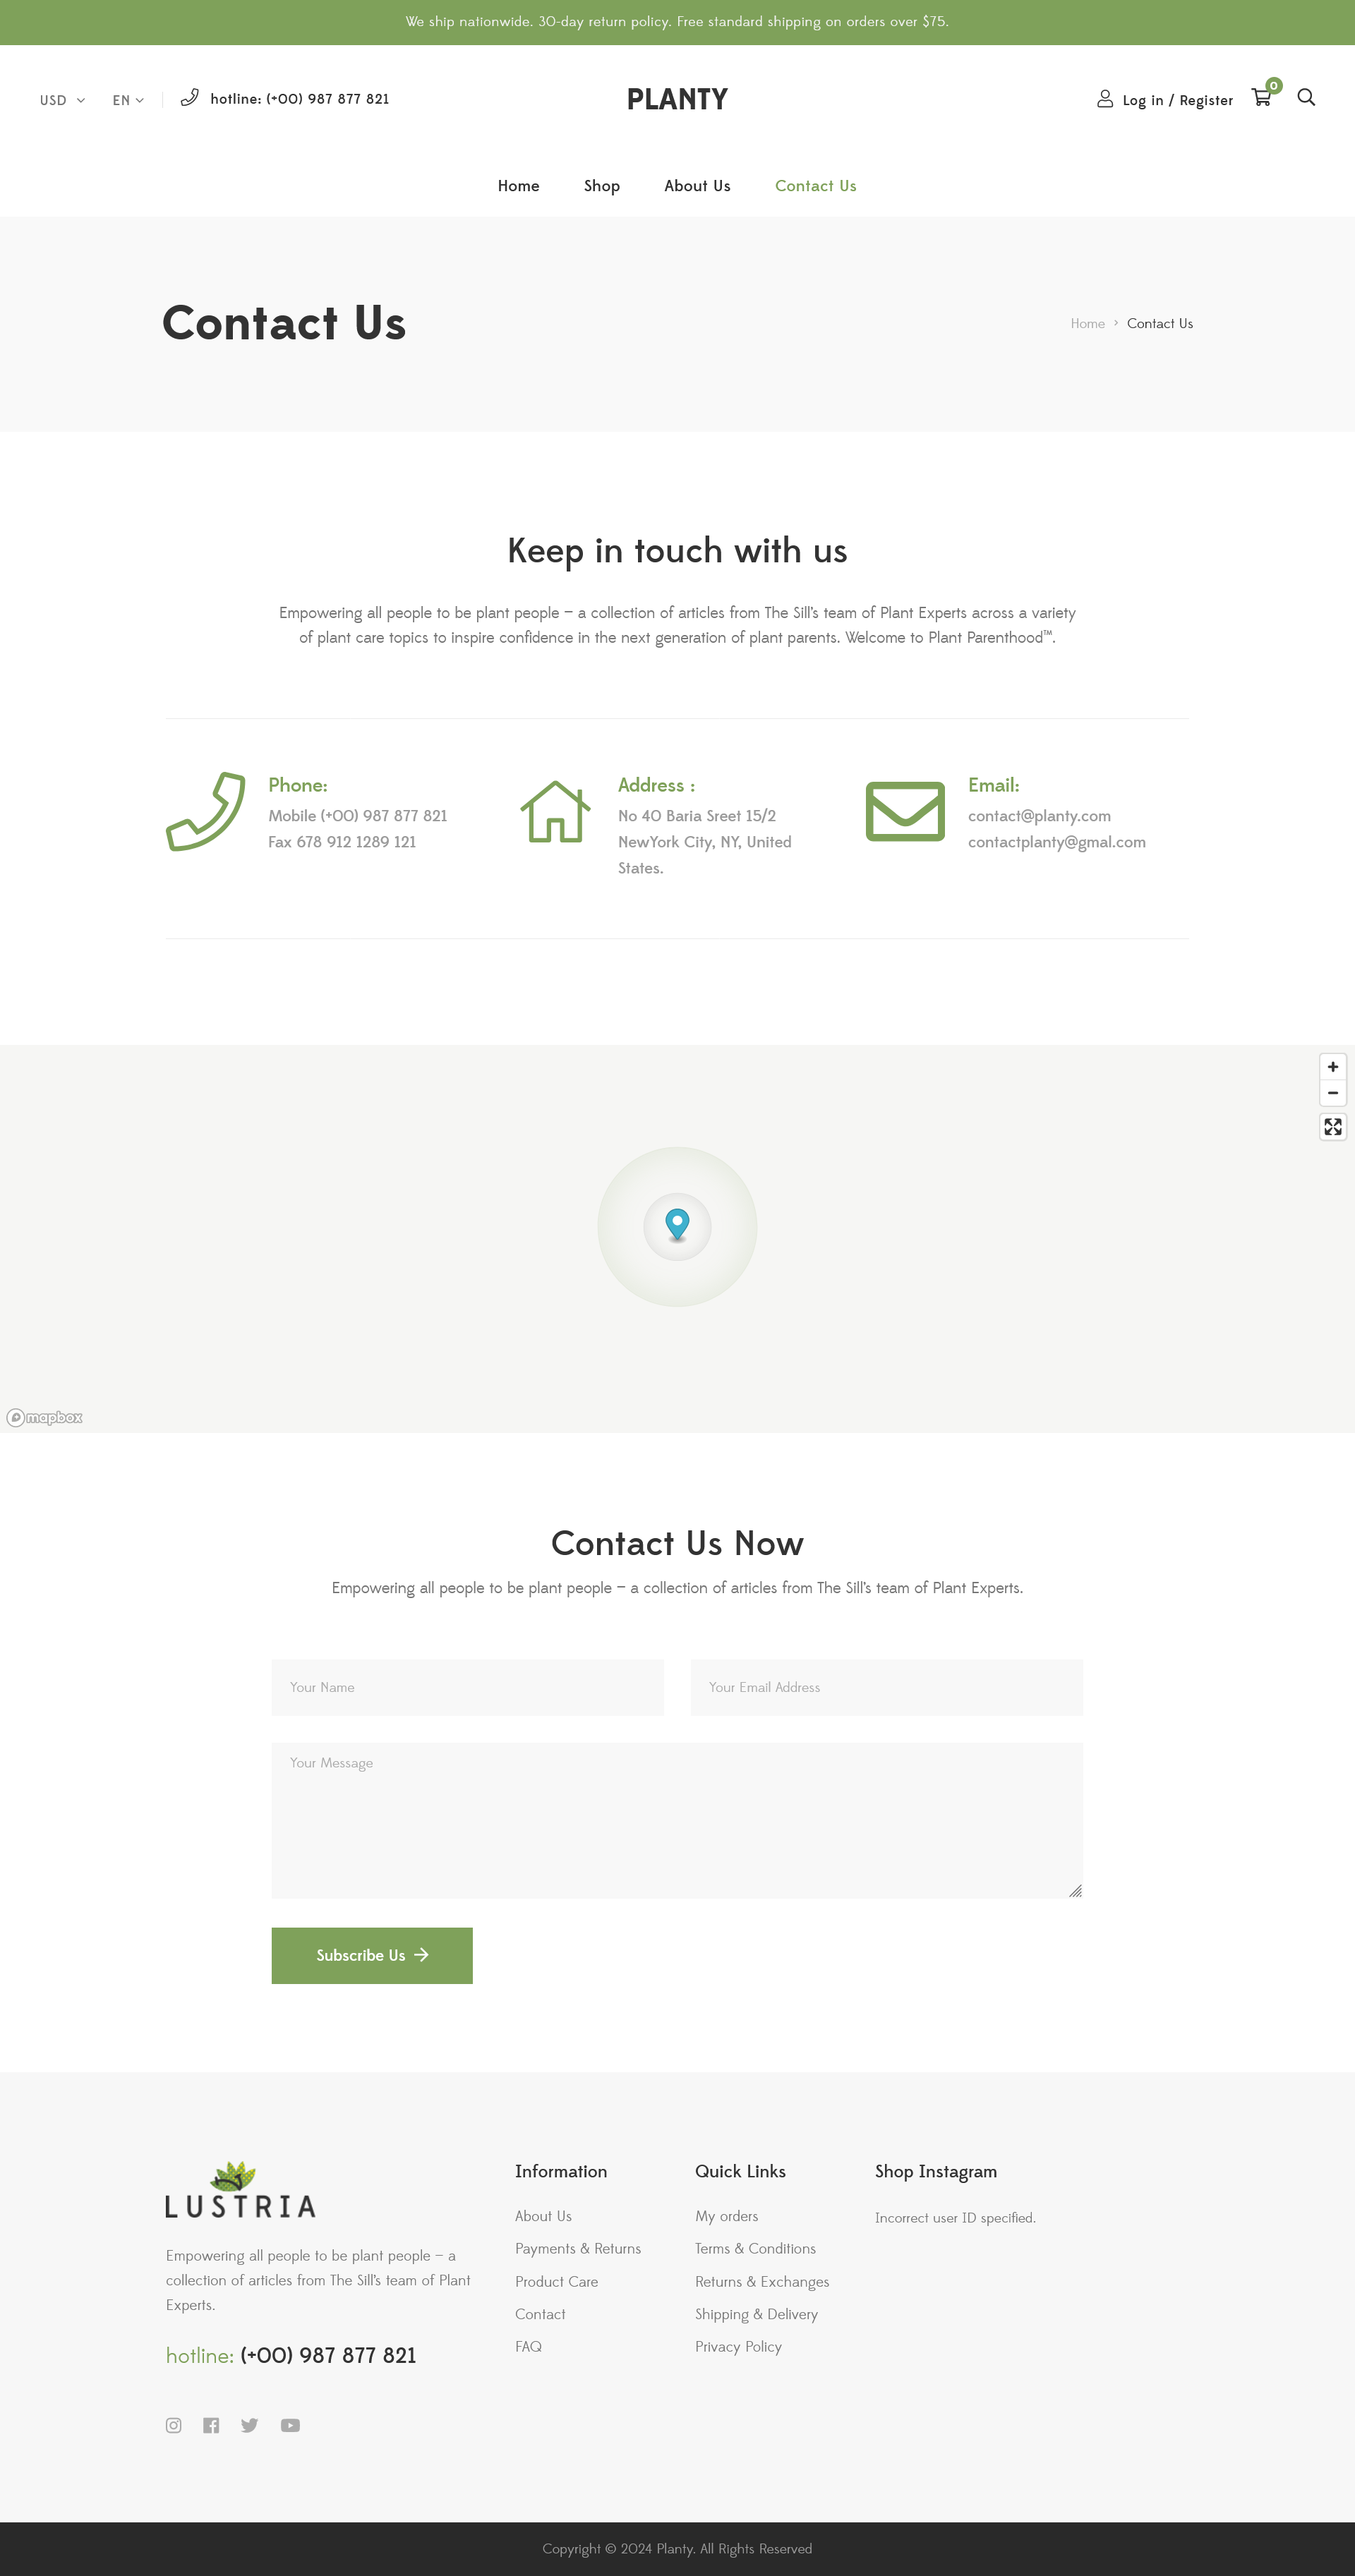 We ship nationwide. 30-day return policy. Free standard shipping on orders over $75.
USD EN hotline: (+00) 987 877 821
PLANTY
Log in / Register 0
Home Shop About Us Contact Us
Contact Us
Home > Contact Us
Keep in touch with us
Empowering all people to be plant people – a collection of articles from The Sill's team of Plant Experts across a variety
of plant care topics to inspire confidence in the next generation of plant parents. Welcome to Plant Parenthood™.
Phone:
Mobile (+00) 987 877 821
Fax 678 912 1289 121
Address :
No 40 Baria Sreet 15/2
NewYork City, NY, United
States.
Email:
contact@planty.com
contactplanty@gmal.com
mapbox
Contact Us Now
Empowering all people to be plant people – a collection of articles from The Sill's team of Plant Experts.
Your Name
Your Email Address
Your Message
Subscribe Us
LUSTRIA
Empowering all people to be plant people – a
collection of articles from The Sill's team of Plant
Experts.
hotline: (+00) 987 877 821
Information
About Us
Payments & Returns
Product Care
Contact
FAQ
Quick Links
My orders
Terms & Conditions
Returns & Exchanges
Shipping & Delivery
Privacy Policy
Shop Instagram
Incorrect user ID specified.
Copyright © 2024 Planty. All Rights Reserved